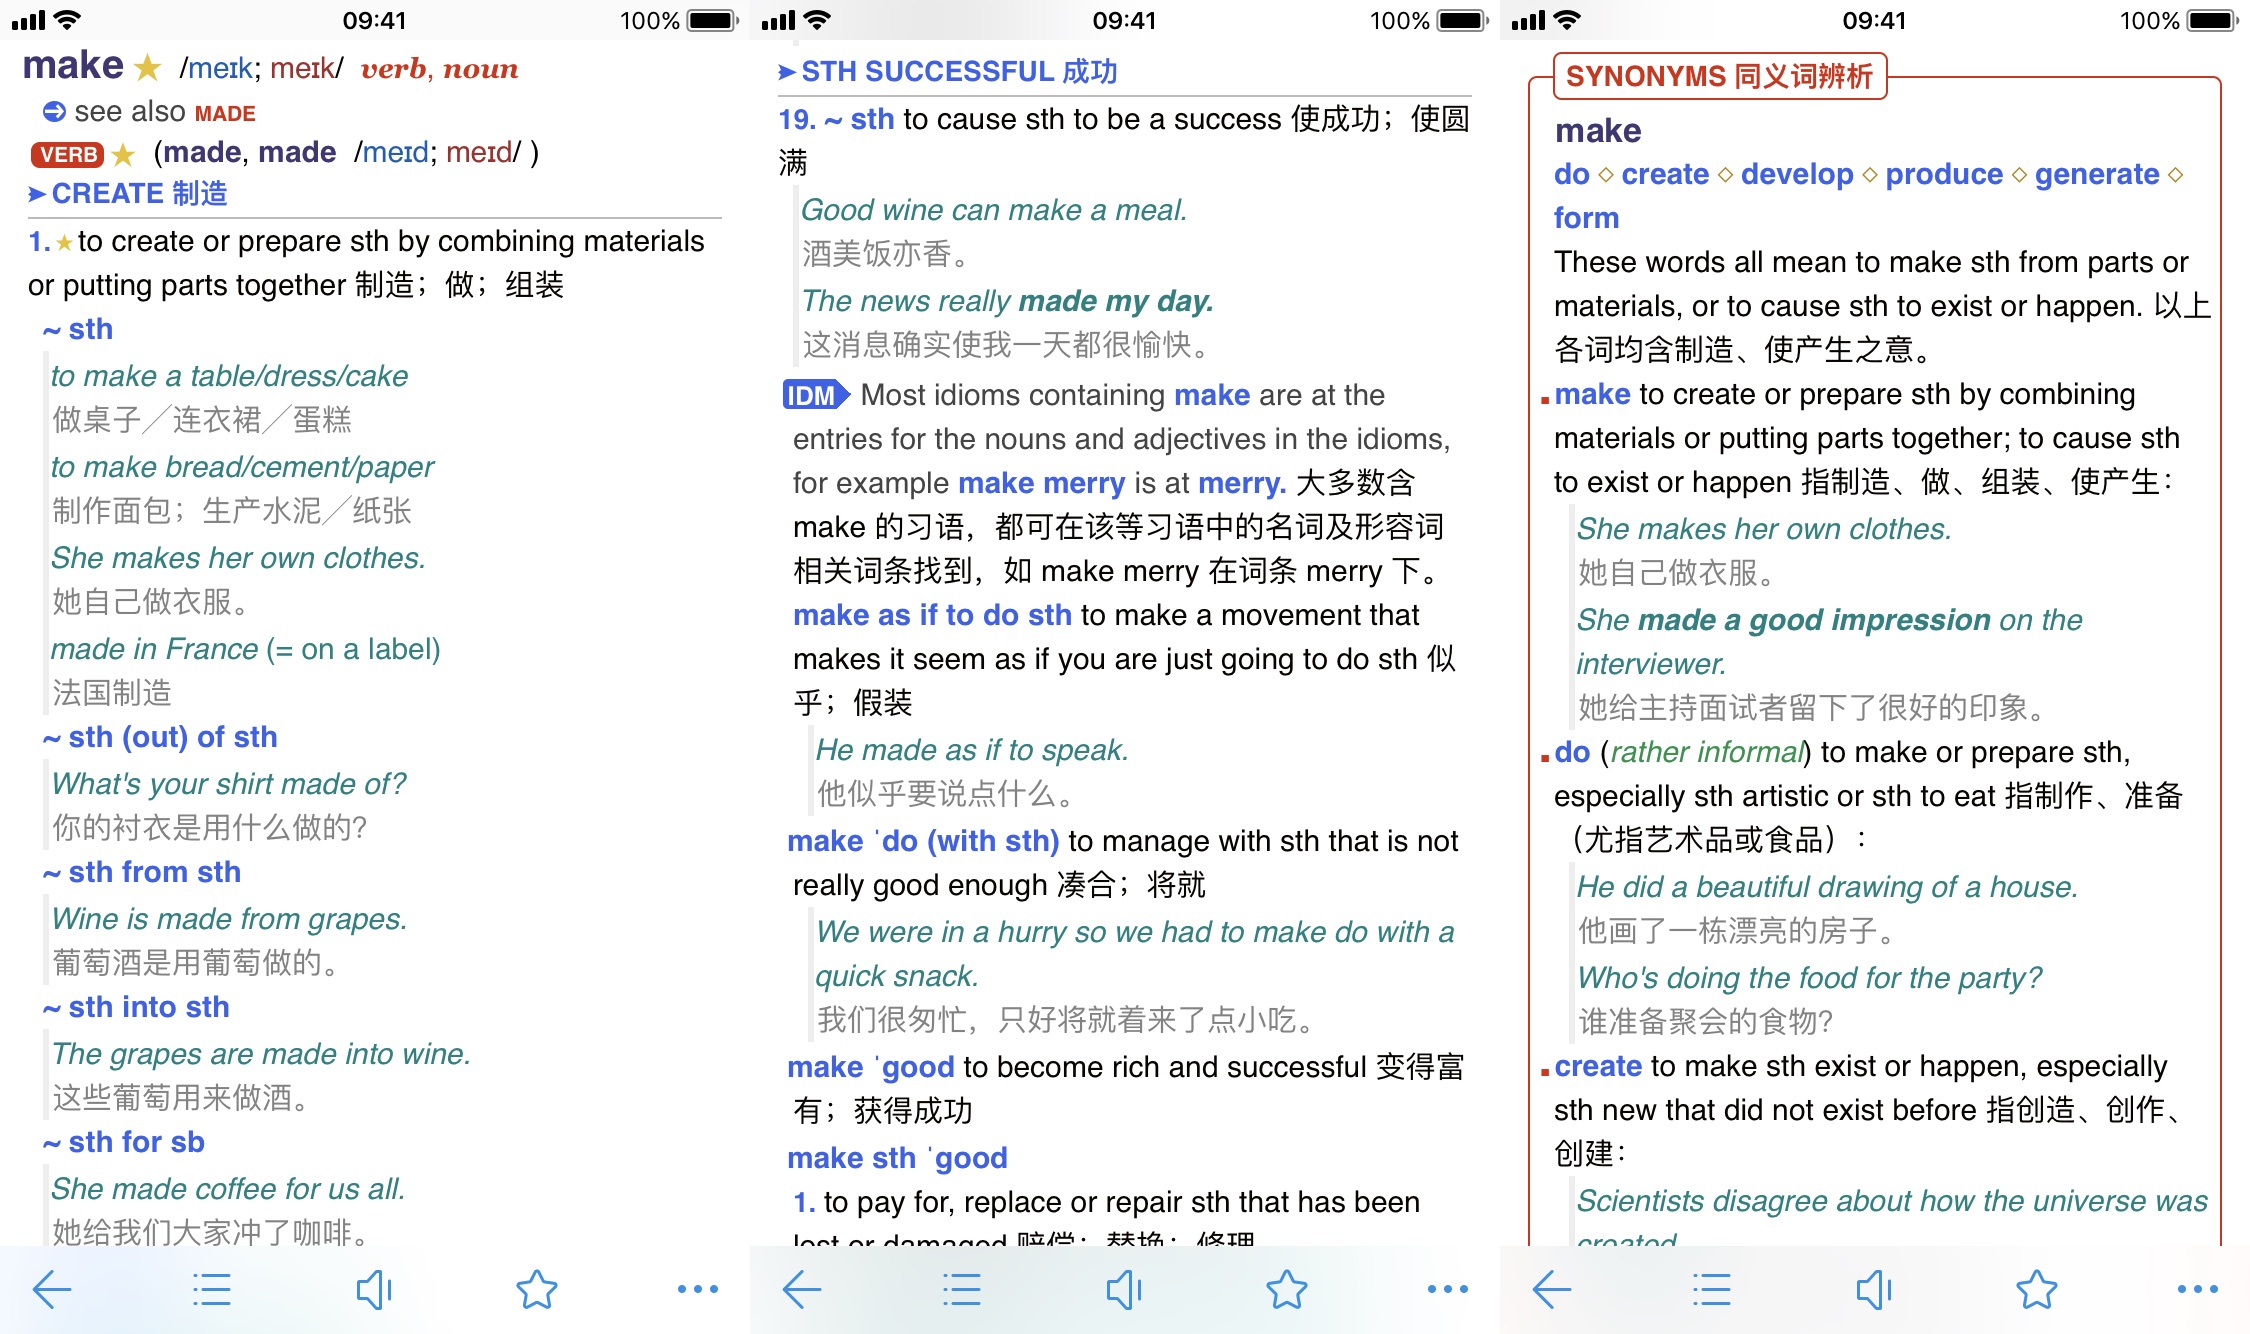 09:41
100%
make ★ /meɪk; meɪk/ verb, noun
see also MADE
VERB ★ (made, made /meɪd; meɪd/ )
➤ CREATE 制造
1. ★ to create or prepare sth by combining materials
or putting parts together 制造；做；组装
~ sth
to make a table/dress/cake
做桌子／连衣裙／蛋糕
to make bread/cement/paper
制作面包；生产水泥／纸张
She makes her own clothes.
她自己做衣服。
made in France (= on a label)
法国制造
~ sth (out) of sth
What's your shirt made of?
你的衬衣是用什么做的？
~ sth from sth
Wine is made from grapes.
葡萄酒是用葡萄做的。
~ sth into sth
The grapes are made into wine.
这些葡萄用来做酒。
~ sth for sb
She made coffee for us all.
她给我们大家冲了咖啡。
09:41
100%
➤ STH SUCCESSFUL 成功
19. ~ sth to cause sth to be a success 使成功；使圆
满
Good wine can make a meal.
酒美饭亦香。
The news really made my day.
这消息确实使我一天都很愉快。
IDM Most idioms containing make are at the
entries for the nouns and adjectives in the idioms,
for example make merry is at merry. 大多数含
make 的习语，都可在该等习语中的名词及形容词
相关词条找到，如 make merry 在词条 merry 下。
make as if to do sth to make a movement that
makes it seem as if you are just going to do sth 似
乎；假装
He made as if to speak.
他似乎要说点什么。
make ˈdo (with sth) to manage with sth that is not
really good enough 凑合；将就
We were in a hurry so we had to make do with a
quick snack.
我们很匆忙，只好将就着来了点小吃。
make ˈgood to become rich and successful 变得富
有；获得成功
make sth ˈgood
1. to pay for, replace or repair sth that has been
lost or damaged 赔偿；替换；修理
09:41
100%
SYNONYMS 同义词辨析
make
do ◇ create ◇ develop ◇ produce ◇ generate ◇
form
These words all mean to make sth from parts or
materials, or to cause sth to exist or happen. 以上
各词均含制造、使产生之意。
make to create or prepare sth by combining
materials or putting parts together; to cause sth
to exist or happen 指制造、做、组装、使产生：
She makes her own clothes.
她自己做衣服。
She made a good impression on the
interviewer.
她给主持面试者留下了很好的印象。
do (rather informal) to make or prepare sth,
especially sth artistic or sth to eat 指制作、准备
（尤指艺术品或食品）：
He did a beautiful drawing of a house.
他画了一栋漂亮的房子。
Who's doing the food for the party?
谁准备聚会的食物？
create to make sth exist or happen, especially
sth new that did not exist before 指创造、创作、
创建：
Scientists disagree about how the universe was
created